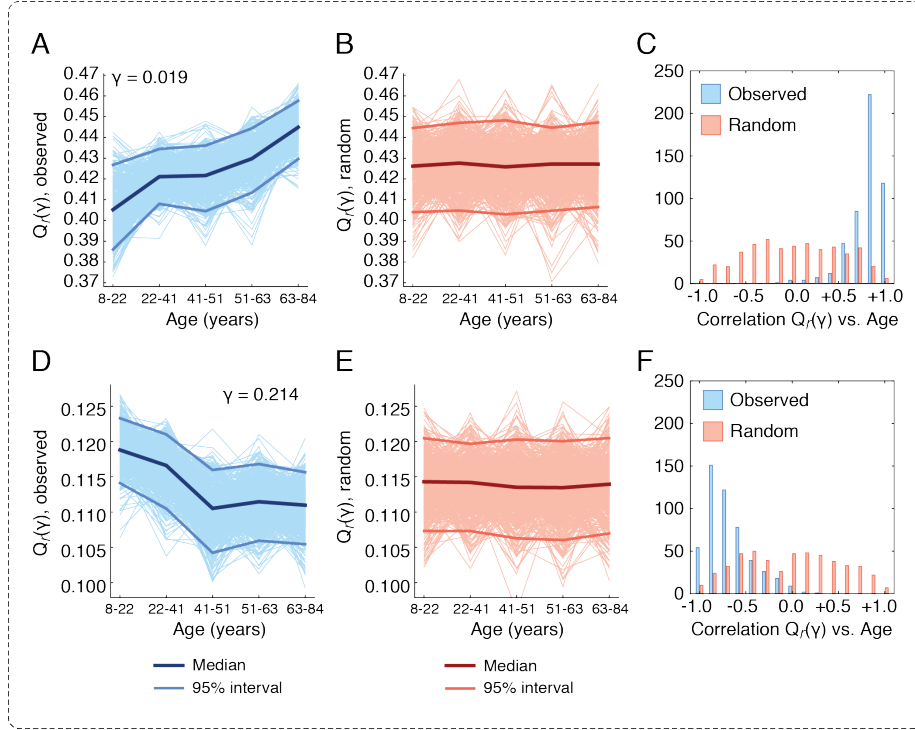 A
B
C
γ = 0.019
Q_r(γ), observed
0.47
0.46
0.45
0.44
0.43
0.42
0.41
0.40
0.39
0.38
0.37
8-22
22-41
41-51
51-63
63-84
Age (years)
Q_r(γ), random
0.47
0.46
0.45
0.44
0.43
0.42
0.41
0.40
0.39
0.38
0.37
8-22
22-41
41-51
51-63
63-84
Age (years)
250
200
150
100
50
0
Observed
Random
-1.0
-0.5
0.0
+0.5
+1.0
Correlation Q_r(γ) vs. Age
D
E
F
γ = 0.214
Q_r(γ), observed
0.125
0.120
0.115
0.110
0.105
0.100
8-22
22-41
41-51
51-63
63-84
Age (years)
Q_r(γ), random
0.125
0.120
0.115
0.110
0.105
0.100
8-22
22-41
41-51
51-63
63-84
Age (years)
250
200
150
100
50
0
Observed
Random
-1.0
-0.5
0.0
+0.5
+1.0
Correlation Q_r(γ) vs. Age
Median
95% interval
Median
95% interval